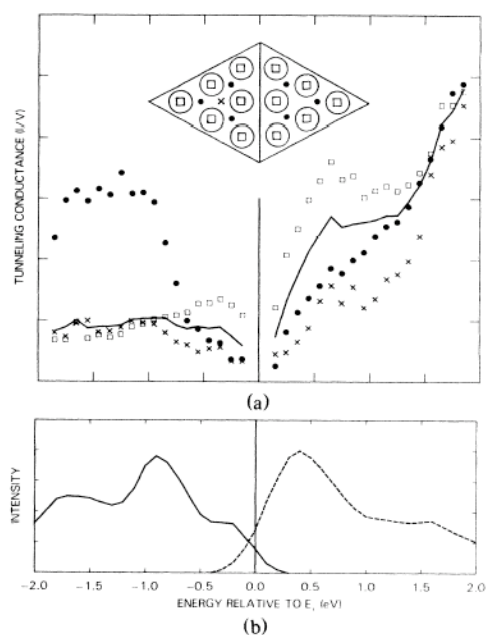 TUNNELING CONDUCTANCE (I/V)
(a)
INTENSITY
-2.0 -1.5 -1.0 -0.5 0.0 0.5 1.0 1.5 2.0
ENERGY RELATIVE TO E, (eV)
(b)